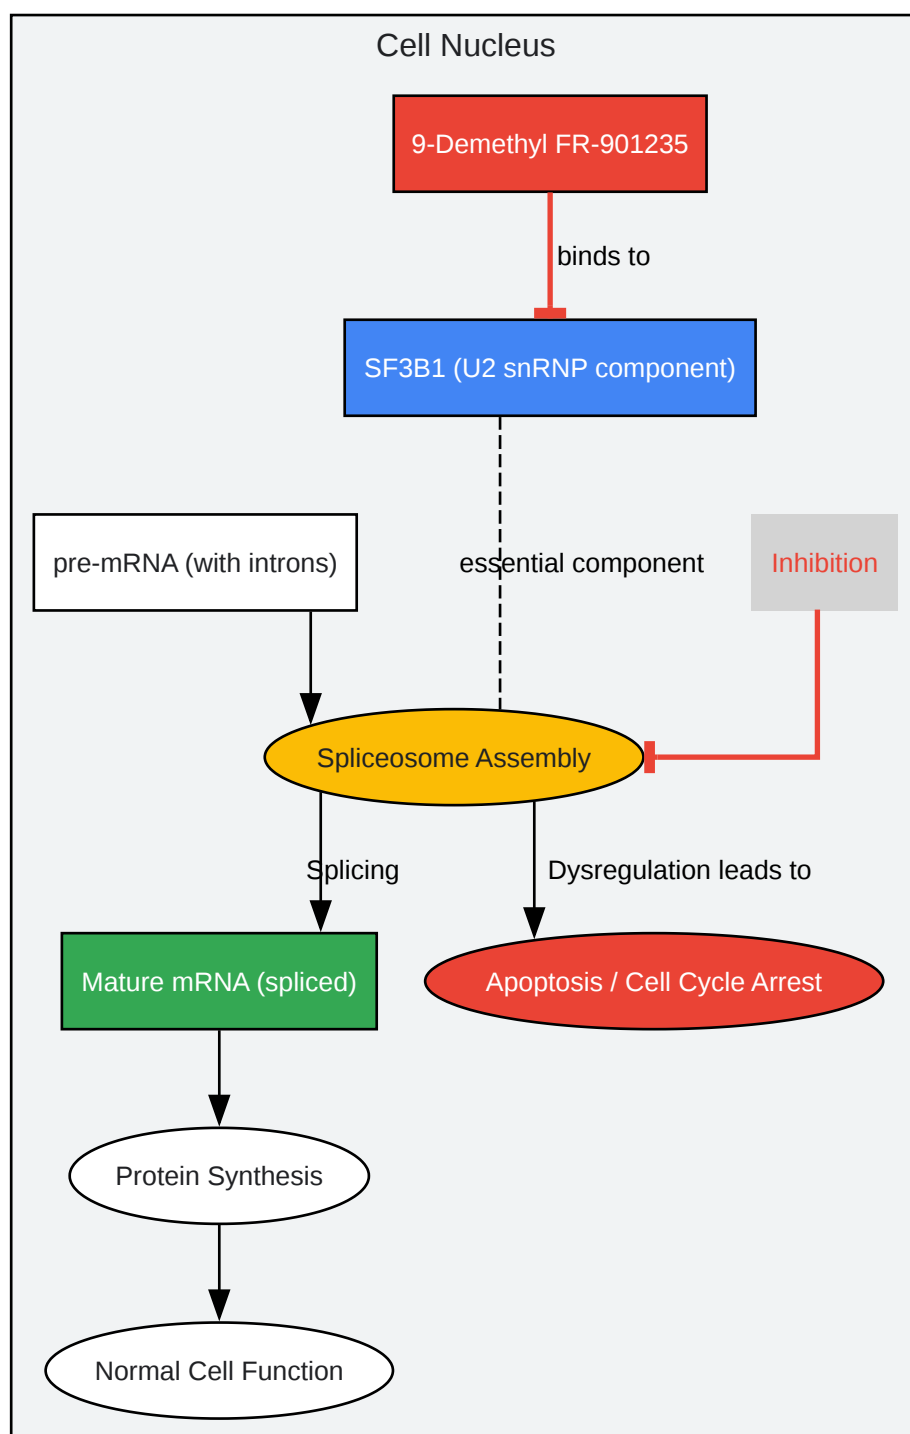 Cell Nucleus
9-Demethyl FR-901235
binds to
SF3B1 (U2 snRNP component)
pre-mRNA (with introns)
essential component
Inhibition
Spliceosome Assembly
Splicing
Dysregulation leads to
Mature mRNA (spliced)
Apoptosis / Cell Cycle Arrest
Protein Synthesis
Normal Cell Function